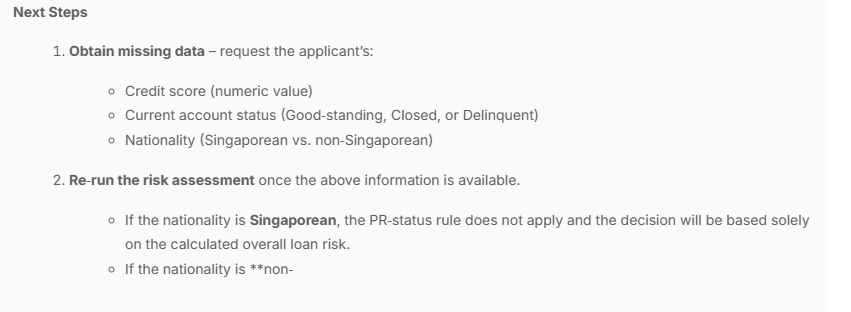 Next Steps
1. Obtain missing data – request the applicant's:
○ Credit score (numeric value)
○ Current account status (Good‑standing, Closed, or Delinquent)
○ Nationality (Singaporean vs. non‑Singaporean)
2. Re‑run the risk assessment once the above information is available.
○ If the nationality is Singaporean, the PR‑status rule does not apply and the decision will be based solely
on the calculated overall loan risk.
○ If the nationality is **non‑